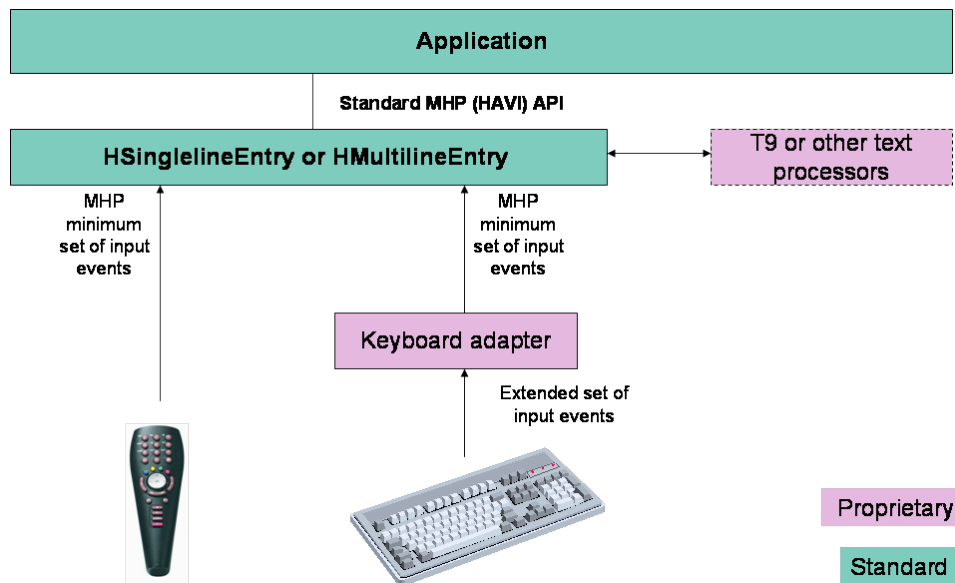 Application
Standard MHP (HAVI) API
HSinglelineEntry or HMultilineEntry
T9 or other text
processors
MHP
minimum
set of input
events
MHP
minimum
set of input
events
Keyboard adapter
Extended set of
input events
Proprietary
Standard